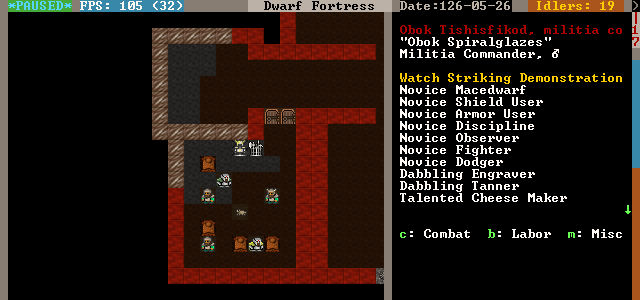 *PAUSED* FPS: 105 (32) Dwarf Fortress Date:126-05-26 Idlers: 19
Obok Tishisfikod, militia co
"Obok Spiralglazes"
Militia Commander, ♂
Watch Striking Demonstration
Novice Macedwarf
Novice Shield User
Novice Armor User
Novice Discipline
Novice Observer
Novice Fighter
Novice Dodger
Dabbling Engraver
Dabbling Tanner
Talented Cheese Maker
c: Combat b: Labor m: Misc